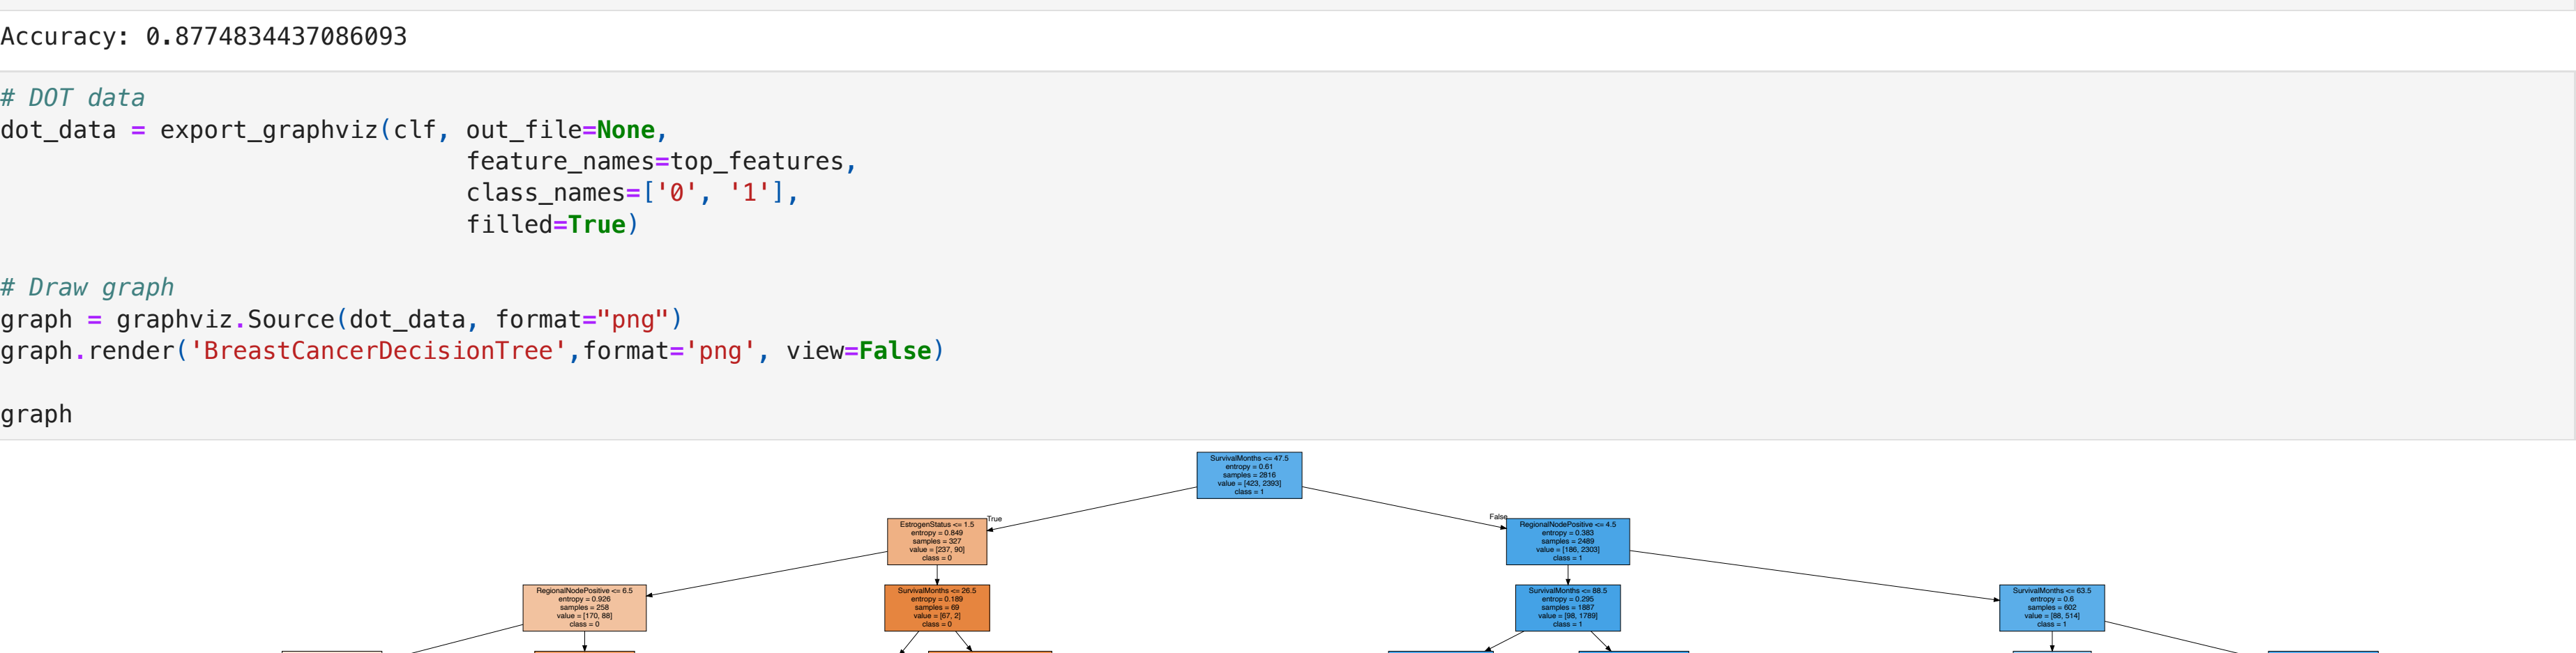 Accuracy: 0.8774834437086093
# DOT data
dot_data = export_graphviz(clf, out_file=None,
feature_names=top_features,
class_names=['0', '1'],
filled=True)
# Draw graph
graph = graphviz.Source(dot_data, format="png")
graph.render('BreastCancerDecisionTree',format='png', view=False)
graph
SurvivalMonths <= 47.5
entropy = 0.61
samples = 2816
value = [423, 2393]
class = 1
True
False
EstrogenStatus <= 1.5
entropy = 0.849
samples = 327
value = [237, 90]
class = 0
RegionalNodePositive <= 4.5
entropy = 0.383
samples = 2489
value = [186, 2303]
class = 1
RegionalNodePositive <= 6.5
entropy = 0.926
samples = 258
value = [170, 88]
class = 0
SurvivalMonths <= 26.5
entropy = 0.189
samples = 69
value = [67, 2]
class = 0
SurvivalMonths <= 88.5
entropy = 0.295
samples = 1887
value = [98, 1789]
class = 1
SurvivalMonths <= 63.5
entropy = 0.6
samples = 602
value = [88, 514]
class = 1